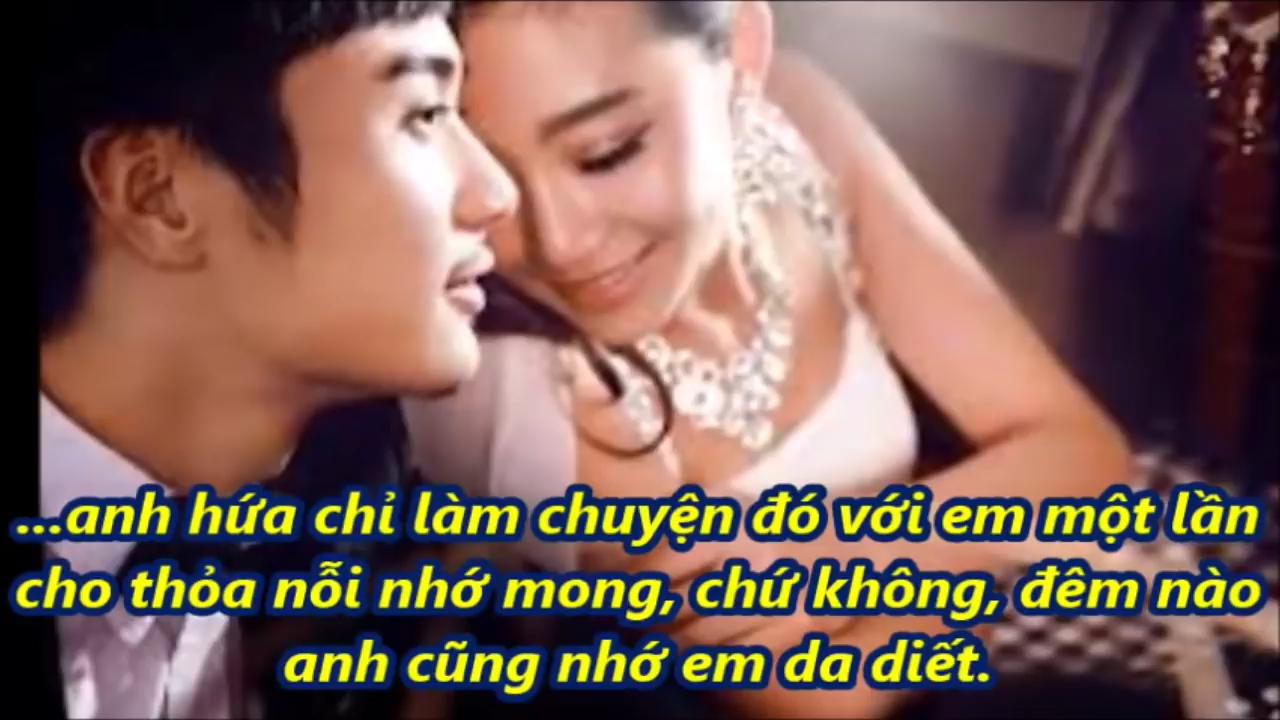 ...anh hứa chỉ làm chuyện đó với em một lần
cho thỏa nỗi nhớ mong, chứ không, đêm nào
anh cũng nhớ em da diết.